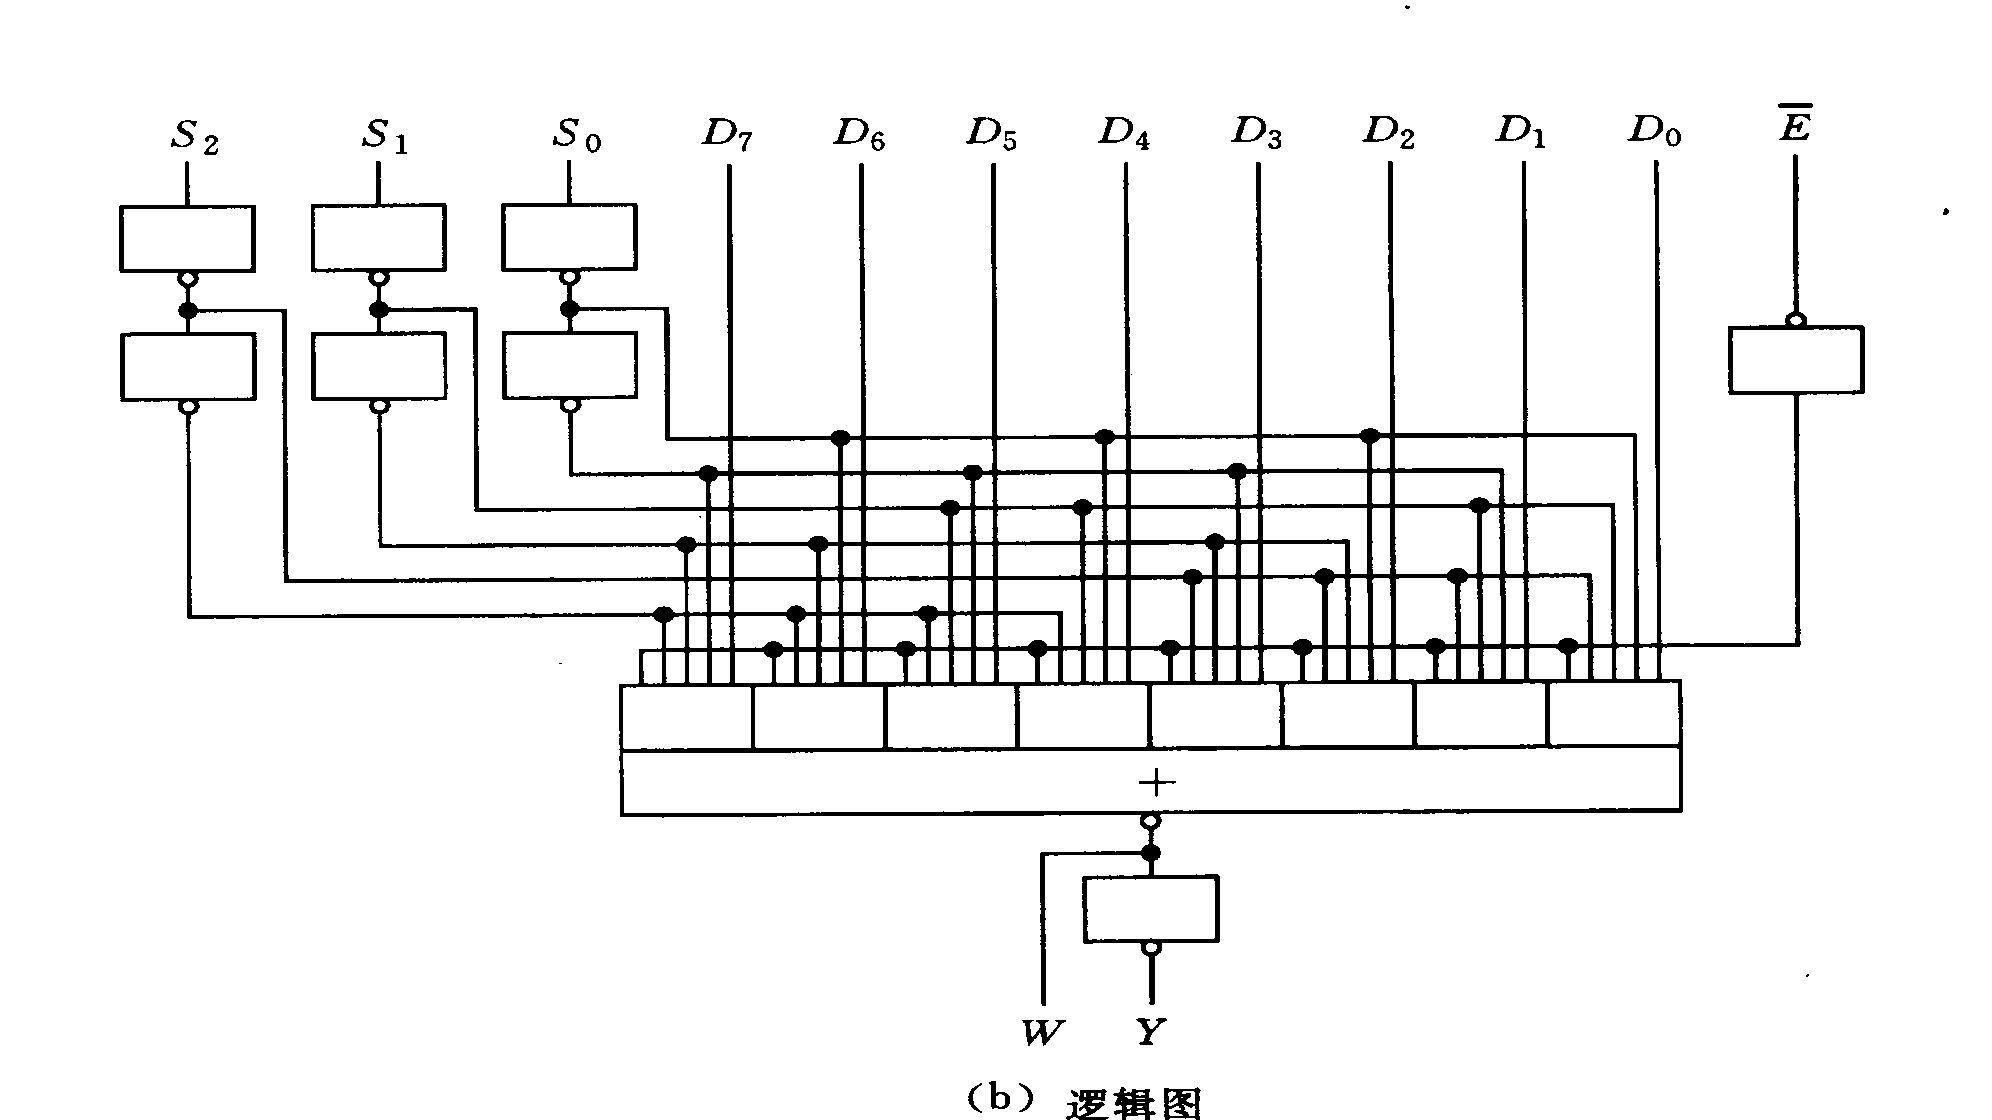 S₂ S₁ S₀ D₇ D₆ D₅ D₄ D₃ D₂ D₁ D₀ E̅
+
W Y
(b) 逻辑图